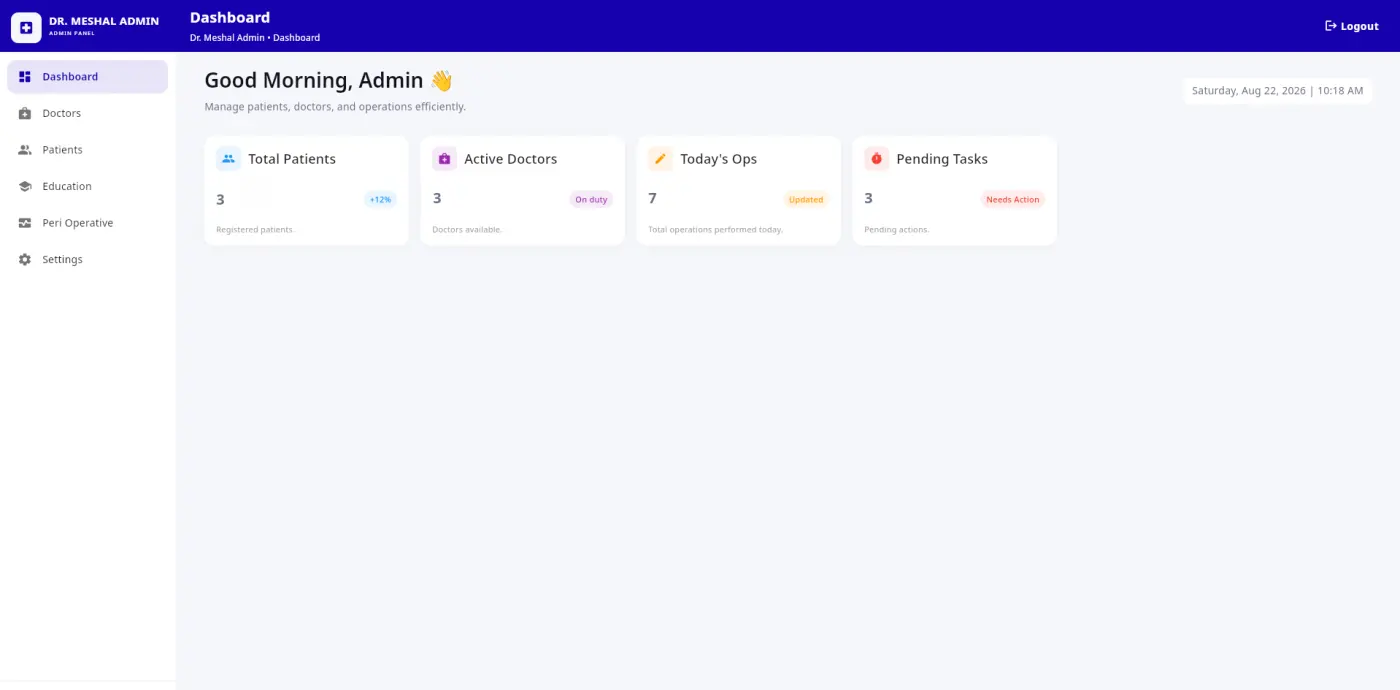 DR. MESHAL ADMIN
ADMIN PANEL
Dashboard
Dr. Meshal Admin • Dashboard
Logout
Dashboard
Doctors
Patients
Education
Peri Operative
Settings
Good Morning, Admin 👋
Manage patients, doctors, and operations efficiently.
Saturday, Aug 22, 2026 | 10:18 AM
Total Patients
3
+12%
Registered patients.
Active Doctors
3
On duty
Doctors available.
Today's Ops
7
Updated
Total operations performed today.
Pending Tasks
3
Needs Action
Pending actions.